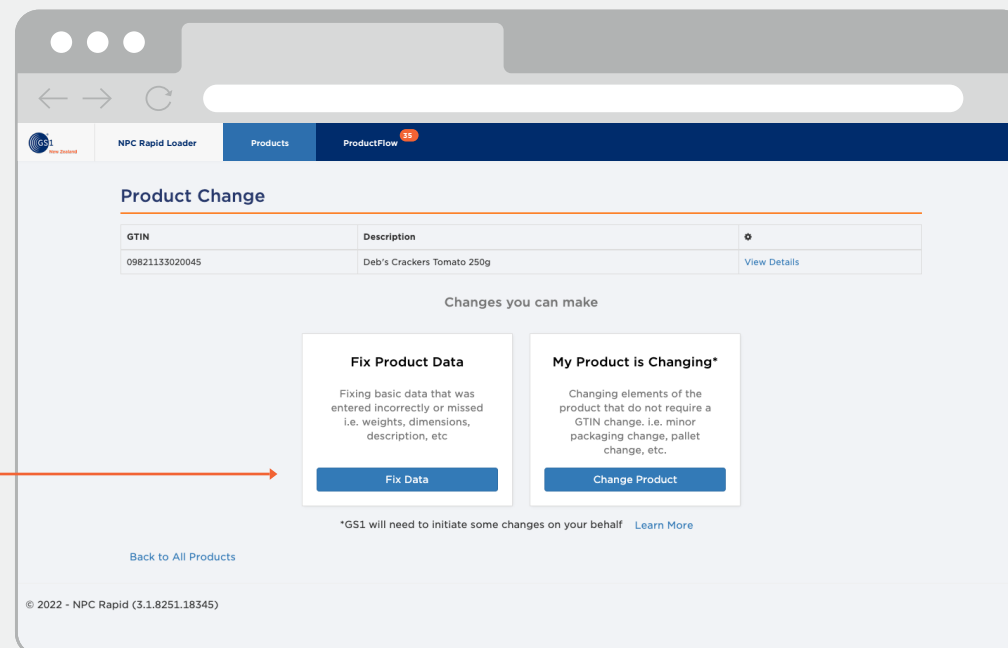 GS1
New Zealand
NPC Rapid Loader
Products
ProductFlow
35
Product Change
GTIN
Description
09821133020045
Deb's Crackers Tomato 250g
View Details
Changes you can make
Fix Product Data
Fixing basic data that was
entered incorrectly or missed
i.e. weights, dimensions,
description, etc
Fix Data
My Product is Changing*
Changing elements of the
product that do not require a
GTIN change. i.e. minor
packaging change, pallet
change, etc.
Change Product
*GS1 will need to initiate some changes on your behalf Learn More
Back to All Products
© 2022 - NPC Rapid (3.1.8251.18345)